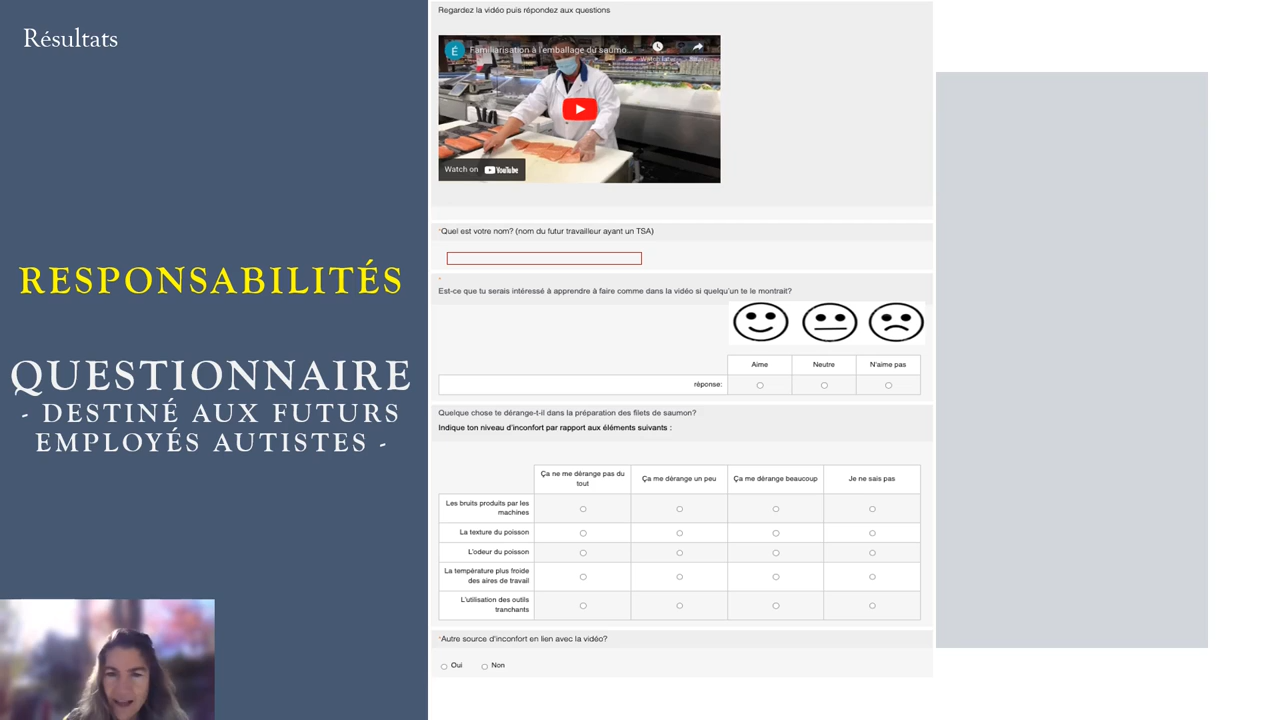 Résultats
RESPONSABILITÉS
QUESTIONNAIRE
- DESTINÉ AUX FUTURS
EMPLOYÉS AUTISTES -
Regardez la vidéo puis répondez aux questions
É
Familiarisation à l'emballage du saumo...
Watch on YouTube
*Quel est votre nom? (nom du futur travailleur ayant un TSA)
*
Est-ce que tu serais intéressé à apprendre à faire comme dans la vidéo si quelqu'un te le montrait?
Aime
Neutre
N'aime pas
réponse:
Quelque chose te dérange-t-il dans la préparation des filets de saumon?
Indique ton niveau d'inconfort par rapport aux éléments suivants :
Ça ne me dérange pas du
tout
Ça me dérange un peu
Ça me dérange beaucoup
Je ne sais pas
Les bruits produits par les
machines
La texture du poisson
L'odeur du poisson
La température plus froide
des aires de travail
L'utilisation des outils
tranchants
*Autre source d'inconfort en lien avec la vidéo?
Oui
Non